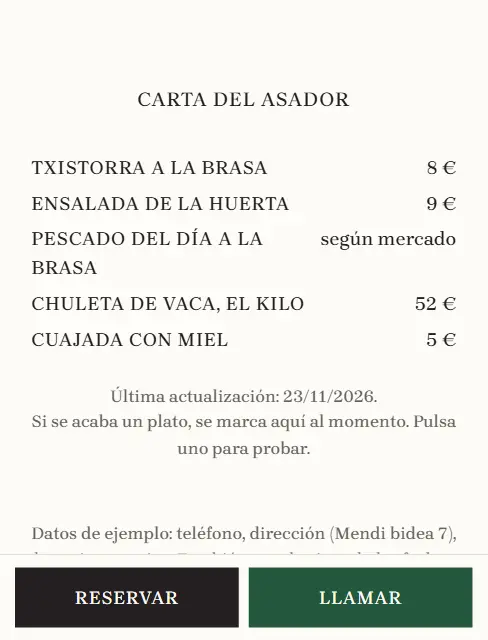 CARTA DEL ASADOR
TXISTORRA A LA BRASA 8 €
ENSALADA DE LA HUERTA 9 €
PESCADO DEL DÍA A LA BRASA según mercado
CHULETA DE VACA, EL KILO 52 €
CUAJADA CON MIEL 5 €
Última actualización: 23/11/2026.
Si se acaba un plato, se marca aquí al momento. Pulsa
uno para probar.
Datos de ejemplo: teléfono, dirección (Mendi bidea 7),
RESERVAR LLAMAR